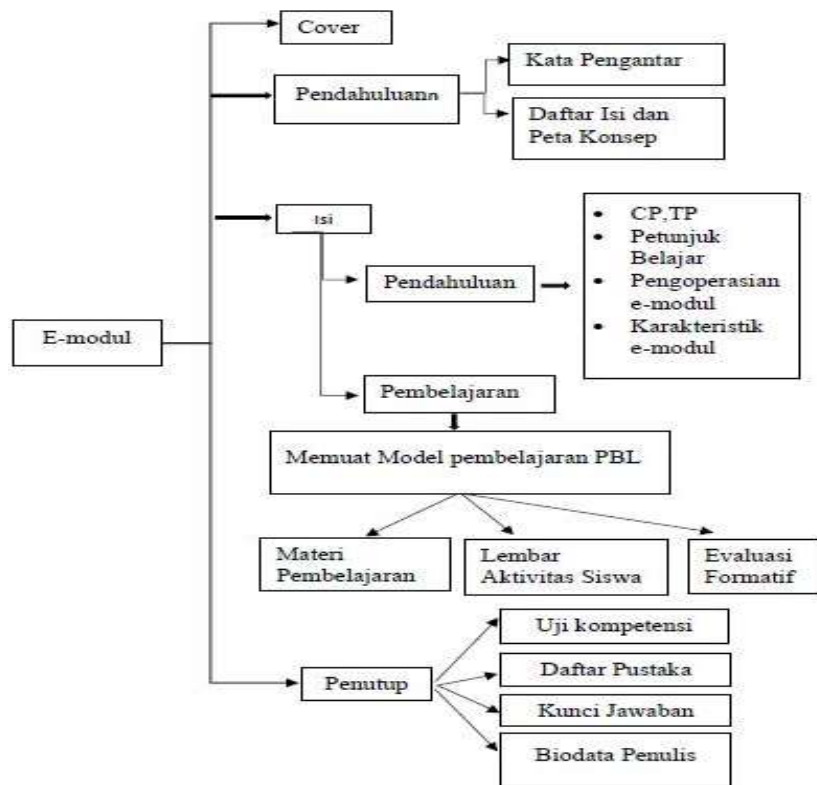 Cover
Pendahuluann
Kata Pengantar
Daftar Isi dan
Peta Konsep
Isi
Pendahuluan
• CP,TP
• Petunjuk
Belajar
• Pengoperasian
e-modul
• Karakteristik
e-modul
E-modul
Pembelajaran
Memuat Model pembelajaran PBL
Materi
Pembelajaran
Lembar
Aktivitas Siswa
Evaluasi
Formatif
Penutup
Uji kompetensi
Daftar Pustaka
Kunci Jawaban
Biodata Penulis